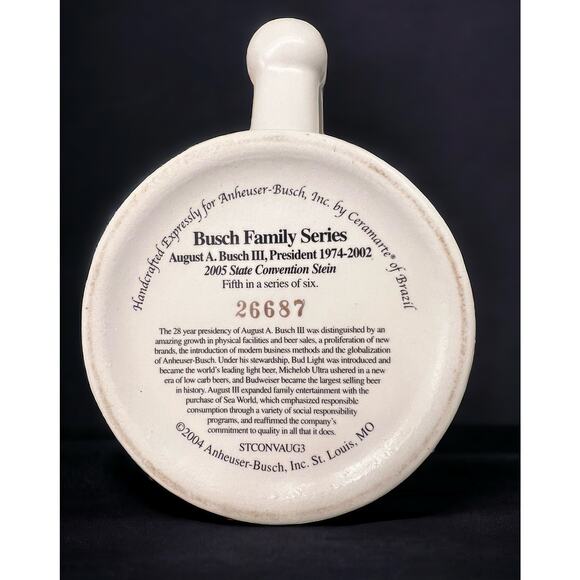 Handcrafted Expressly for Anheuser-Busch, Inc. by Ceramarte® of Brazil
Busch Family Series
August A. Busch III, President 1974-2002
2005 State Convention Stein
Fifth in a series of six.
26687
The 28 year presidency of August A. Busch III was distinguished by an
amazing growth in physical facilities and beer sales, a proliferation of new
brands, the introduction of modern business methods and the globalization
of Anheuser-Busch. Under his stewardship, Bud Light was introduced and
became the world's leading light beer, Michelob Ultra ushered in a new
era of low carb beers, and Budweiser became the largest selling beer
in history. August III expanded family entertainment with the
purchase of Sea World, which emphasized responsible
consumption through a variety of social responsibility
programs, and reaffirmed the company's
commitment to quality in all that it does.
STCONVAUG3
©2004 Anheuser-Busch, Inc. St. Louis, MO